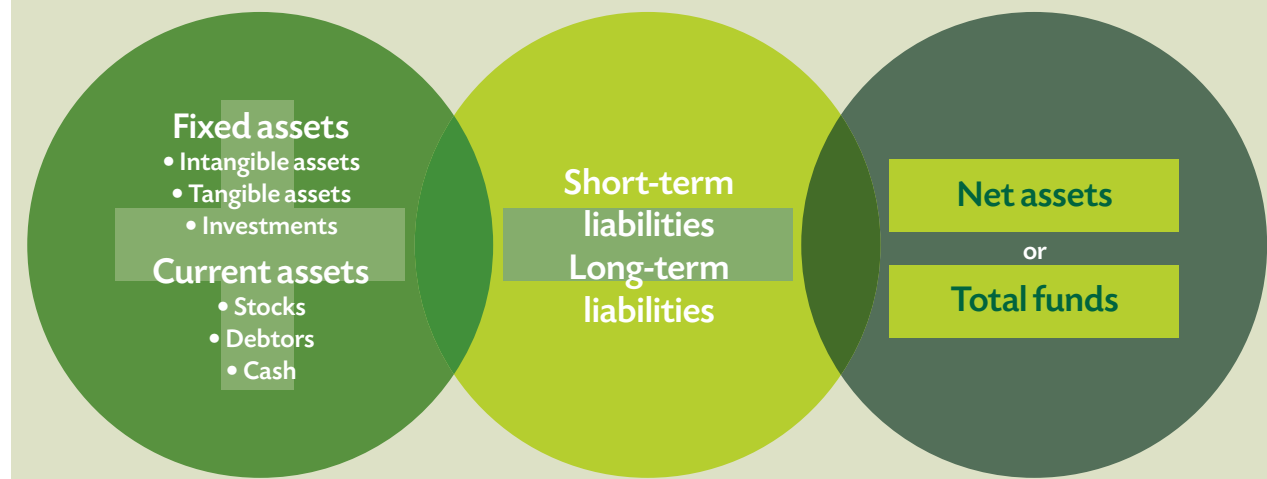 Fixed assets
• Intangible assets
• Tangible assets
• Investments
Current assets
• Stocks
• Debtors
• Cash
Short-term
liabilities
Long-term
liabilities
Net assets
or
Total funds